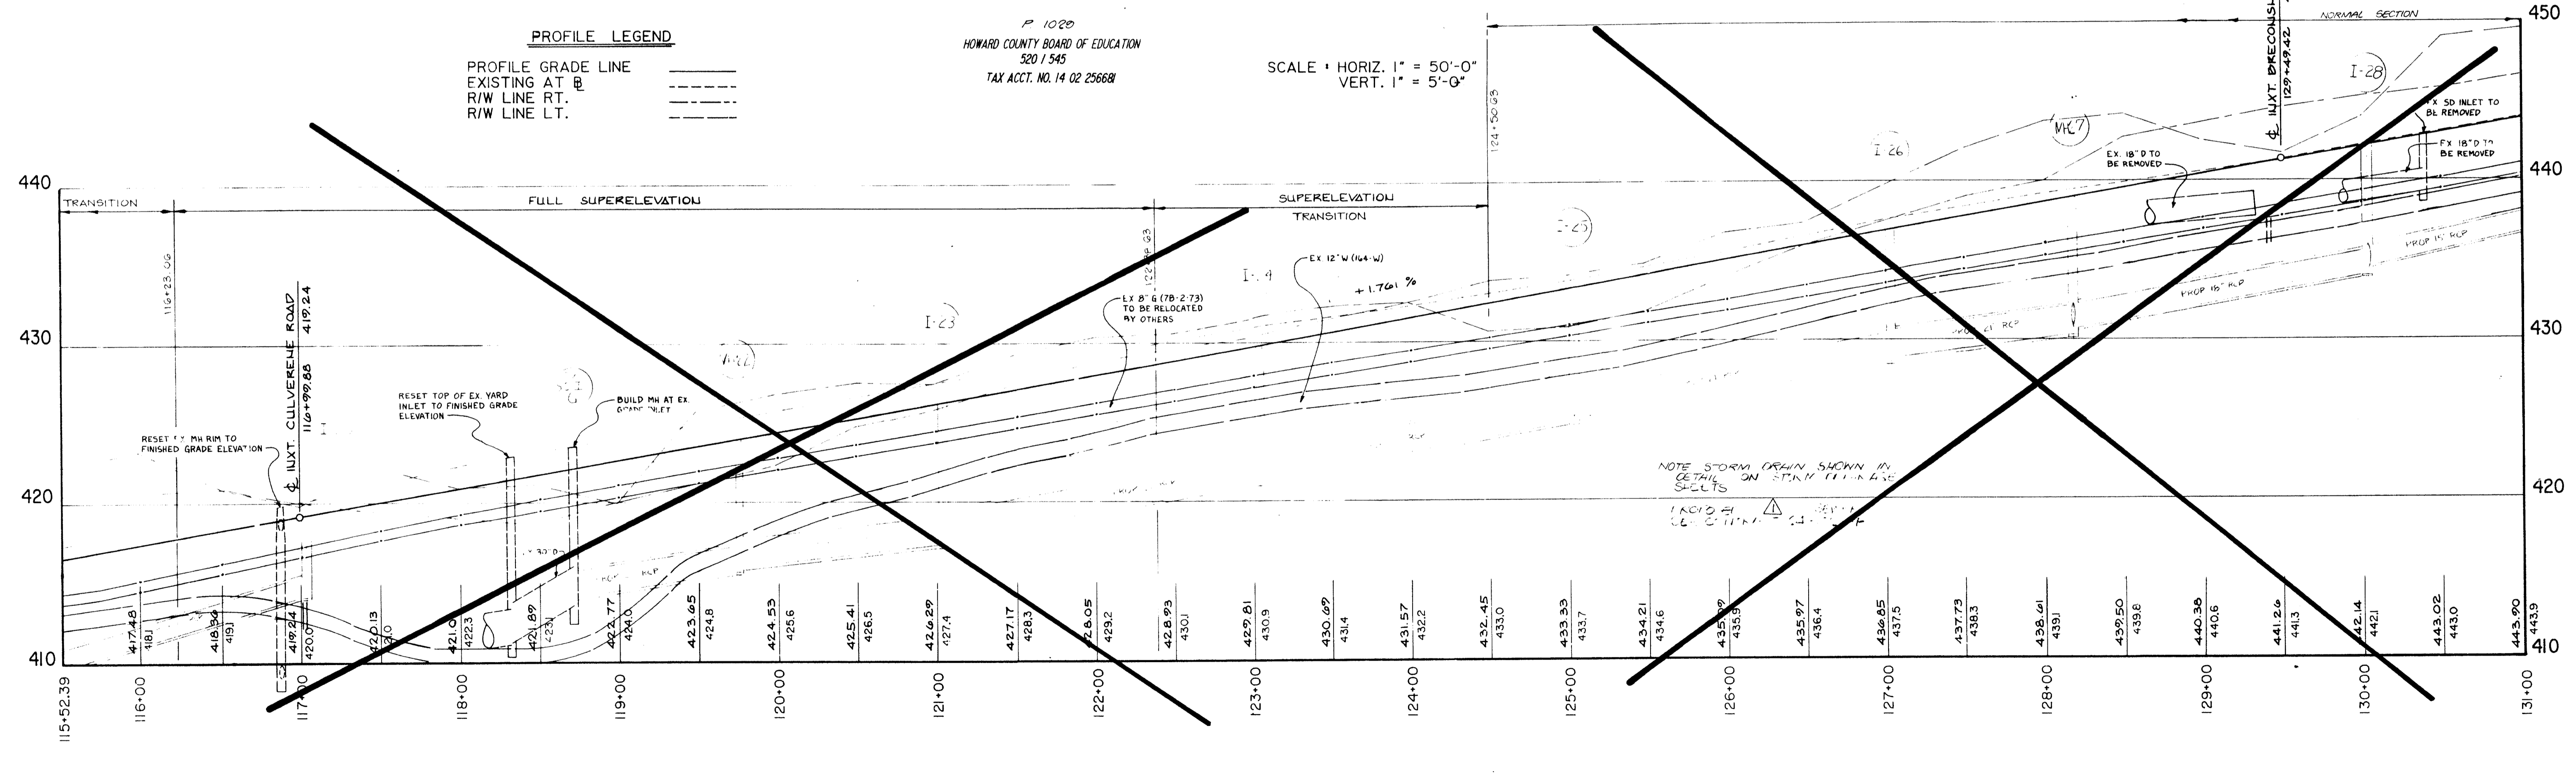 P 1029
HOWARD COUNTY BOARD OF EDUCATION
520 / 545
TAX ACCT. NO. 14 02 256681
PROFILE LEGEND
PROFILE GRADE LINE
EXISTING AT ℄
R/W LINE RT.
R/W LINE LT.
SCALE : HORIZ. 1" = 50'-0"
VERT. 1" = 5'-0"
NORMAL SECTION
450
124+50.63
129+49.42
I-28
EX SD INLET TO
BE REMOVED
EX 18"D TO
BE REMOVED
EX. 18"D TO
BE REMOVED
I-26
440
440
TRANSITION
FULL SUPERELEVATION
SUPERELEVATION
TRANSITION
116+23.06
I-25
EX 12"W (164-W)
+1.761 %
PROP 15" RCP
PROP 15" RCP
EX 8" G (7B-2-73)
TO BE RELOCATED
BY OTHERS
I-23
430
430
℄ INXT. CULVERENE ROAD
116+99.88 419.24
RESET TOP OF EX. YARD
INLET TO FINISHED GRADE
ELEVATION
BUILD MH AT EX.
RESET EX MH RIM TO
FINISHED GRADE ELEVATION
NOTE STORM DRAIN SHOWN IN
DETAIL ON
SHEETS
420
420
417.48 418.36 419.24 420.13 421.89 422.77 423.65 424.53 425.41 426.29 427.17 428.05 428.93 429.81 430.69 431.57 432.45 433.33 434.21 435.09 435.97 436.85 437.73 438.61 439.50 440.38 441.26 442.14 443.02 443.90
418.1 419.1 420.0 422.3 424.0 424.8 425.6 426.5 427.4 428.3 429.2 430.1 430.9 431.4 432.2 433.0 433.7 434.6 435.9 436.4 437.5 438.3 439.1 439.8 440.6 441.3 442.1 443.0 443.9
410
410
115+52.39 116+00 117+00 118+00 119+00 120+00 121+00 122+00 123+00 124+00 125+00 126+00 127+00 128+00 129+00 130+00 131+00